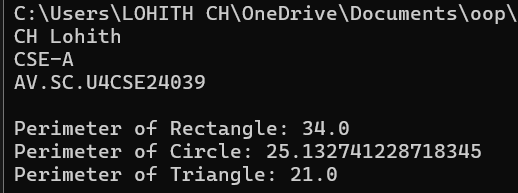 C:\Users\LOHITH CH\OneDrive\Documents\oop\
CH Lohith
CSE-A
AV.SC.U4CSE24039
Perimeter of Rectangle: 34.0
Perimeter of Circle: 25.132741228718345
Perimeter of Triangle: 21.0